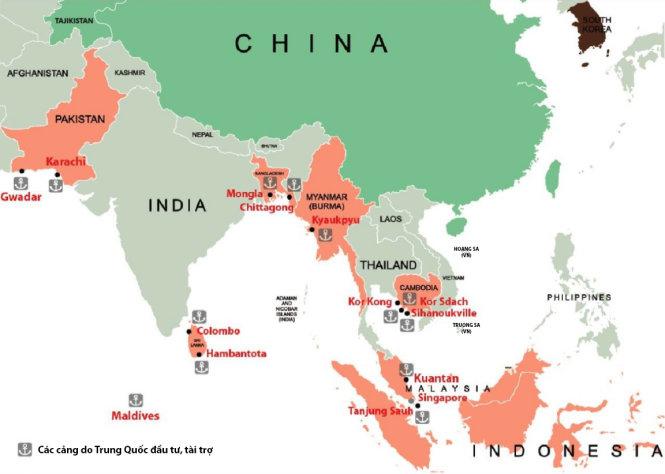 SOUTH
KOREA
TAJIKISTAN
CHINA
AFGHANISTAN
KASHMIR
PAKISTAN
NEPAL
BHUTAN
Karachi
BANGLADESH
Gwadar
Mongla
Chittagong
MYANMAR
(BURMA)
INDIA
Kyaukpyu
LAOS
HOANG SA
(VN)
THAILAND
VIETNAM
CAMBODIA
ADAMAN
AND
NICOBAR
ISLANDS
(INDIA)
Kor Kong
Kor Sdach
Sihanoukville
PHILIPPINES
TRUONG SA
(VN)
Colombo
SRI
LANKA
Hambantota
Kuantan
MALAYSIA
Singapore
Tanjung Sauh
Maldives
INDONESIA
Các cảng do Trung Quốc đầu tư, tài trợ